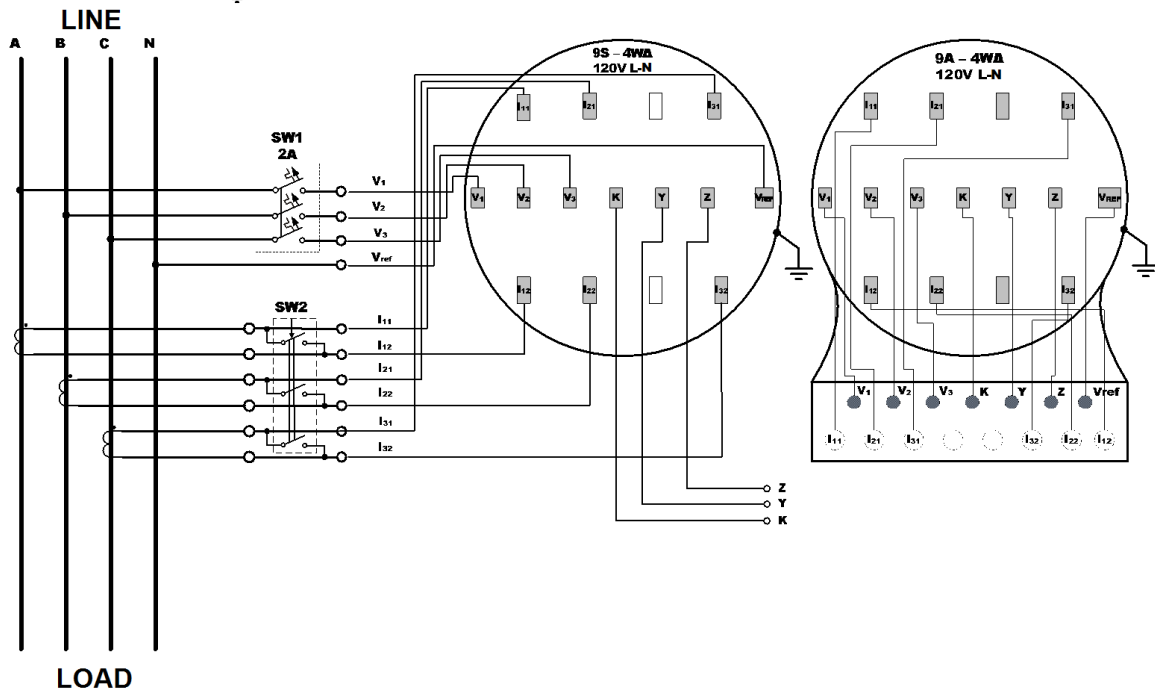 LINE
A B C N
SW1
2A
V₁
V₂
V₃
Vref
SW2
I₁₁
I₁₂
I₂₁
I₂₂
I₃₁
I₃₂
LOAD
9S – 4WΔ
120V L-N
I₁₁ I₂₁ I₃₁
V₁ V₂ V₃ K Y Z VREF
I₁₂ I₂₂ I₃₂
Z
Y
K
9A – 4WΔ
120V L-N
I₁₁ I₂₁ I₃₁
V₁ V₂ V₃ K Y Z VREF
I₁₂ I₂₂ I₃₂
V₁ V₂ V₃ K Y Z Vref
I₁₁ I₂₁ I₃₁ I₃₂ I₂₂ I₁₂